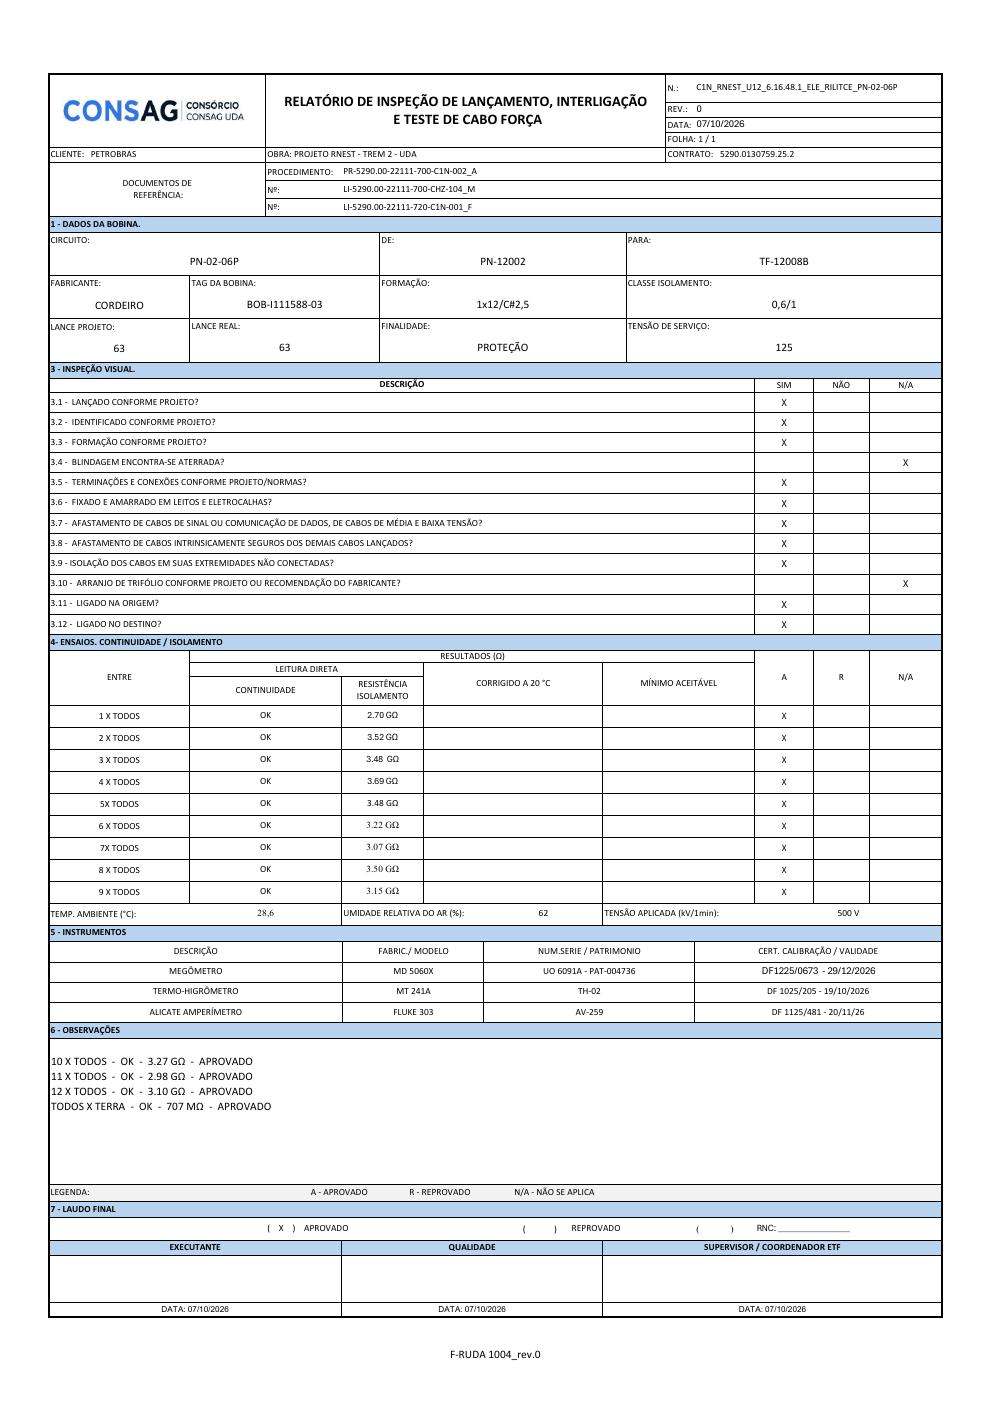 CONSAG CONSÓRCIO CONSAG UDA
RELATÓRIO DE INSPEÇÃO DE LANÇAMENTO, INTERLIGAÇÃO
E TESTE DE CABO FORÇA
N.: C1N_RNEST_U12_6.16.48.1_ELE_RILITCE_PN-02-06P
REV.: 0
DATA: 07/10/2026
FOLHA: 1 / 1
CLIENTE: PETROBRAS OBRA: PROJETO RNEST - TREM 2 - UDA CONTRATO: 5290.0130759.25.2
DOCUMENTOS DE
REFERÊNCIA:
PROCEDIMENTO: PR-5290.00-22111-700-C1N-002_A
Nº: LI-5290.00-22111-700-CHZ-104_M
Nº: LI-5290.00-22111-720-C1N-001_F
1 - DADOS DA BOBINA.
CIRCUITO: DE: PARA:
PN-02-06P PN-12002 TF-12008B
FABRICANTE: TAG DA BOBINA: FORMAÇÃO: CLASSE ISOLAMENTO:
CORDEIRO BOB-I111588-03 1x12/C#2,5 0,6/1
LANCE PROJETO: LANCE REAL: FINALIDADE: TENSÃO DE SERVIÇO:
63 63 PROTEÇÃO 125
3 - INSPEÇÃO VISUAL.
DESCRIÇÃO SIM NÃO N/A
3.1 - LANÇADO CONFORME PROJETO? X
3.2 - IDENTIFICADO CONFORME PROJETO? X
3.3 - FORMAÇÃO CONFORME PROJETO? X
3.4 - BLINDAGEM ENCONTRA-SE ATERRADA? X
3.5 - TERMINAÇÕES E CONEXÕES CONFORME PROJETO/NORMAS? X
3.6 - FIXADO E AMARRADO EM LEITOS E ELETROCALHAS? X
3.7 - AFASTAMENTO DE CABOS DE SINAL OU COMUNICAÇÃO DE DADOS, DE CABOS DE MÉDIA E BAIXA TENSÃO? X
3.8 - AFASTAMENTO DE CABOS INTRINSICAMENTE SEGUROS DOS DEMAIS CABOS LANÇADOS? X
3.9 - ISOLAÇÃO DOS CABOS EM SUAS EXTREMIDADES NÃO CONECTADAS? X
3.10 - ARRANJO DE TRIFÓLIO CONFORME PROJETO OU RECOMENDAÇÃO DO FABRICANTE? X
3.11 - LIGADO NA ORIGEM? X
3.12 - LIGADO NO DESTINO? X
4- ENSAIOS. CONTINUIDADE / ISOLAMENTO
ENTRE RESULTADOS (Ω) A R N/A
LEITURA DIRETA CORRIGIDO A 20 °C MÍNIMO ACEITÁVEL
CONTINUIDADE RESISTÊNCIA
ISOLAMENTO
1 X TODOS OK 2.70 GΩ X
2 X TODOS OK 3.52 GΩ X
3 X TODOS OK 3.48 GΩ X
4 X TODOS OK 3.69 GΩ X
5X TODOS OK 3.48 GΩ X
6 X TODOS OK 3.22 GΩ X
7X TODOS OK 3.07 GΩ X
8 X TODOS OK 3.50 GΩ X
9 X TODOS OK 3.15 GΩ X
TEMP. AMBIENTE (°C): 28,6 UMIDADE RELATIVA DO AR (%): 62 TENSÃO APLICADA (kV/1min): 500 V
5 - INSTRUMENTOS
DESCRIÇÃO FABRIC./ MODELO NUM.SERIE / PATRIMONIO CERT. CALIBRAÇÃO / VALIDADE
MEGÔMETRO MD 5060X UO 6091A - PAT-004736 DF1225/0673 - 29/12/2026
TERMO-HIGRÔMETRO MT 241A TH-02 DF 1025/205 - 19/10/2026
ALICATE AMPERÍMETRO FLUKE 303 AV-259 DF 1125/481 - 20/11/26
6 - OBSERVAÇÕES
10 X TODOS - OK - 3.27 GΩ - APROVADO
11 X TODOS - OK - 2.98 GΩ - APROVADO
12 X TODOS - OK - 3.10 GΩ - APROVADO
TODOS X TERRA - OK - 707 MΩ - APROVADO
LEGENDA: A - APROVADO R - REPROVADO N/A - NÃO SE APLICA
7 - LAUDO FINAL
( X ) APROVADO ( ) REPROVADO ( ) RNC: _______________
EXECUTANTE QUALIDADE SUPERVISOR / COORDENADOR ETF
DATA: 07/10/2026 DATA: 07/10/2026 DATA: 07/10/2026
F-RUDA 1004_rev.0